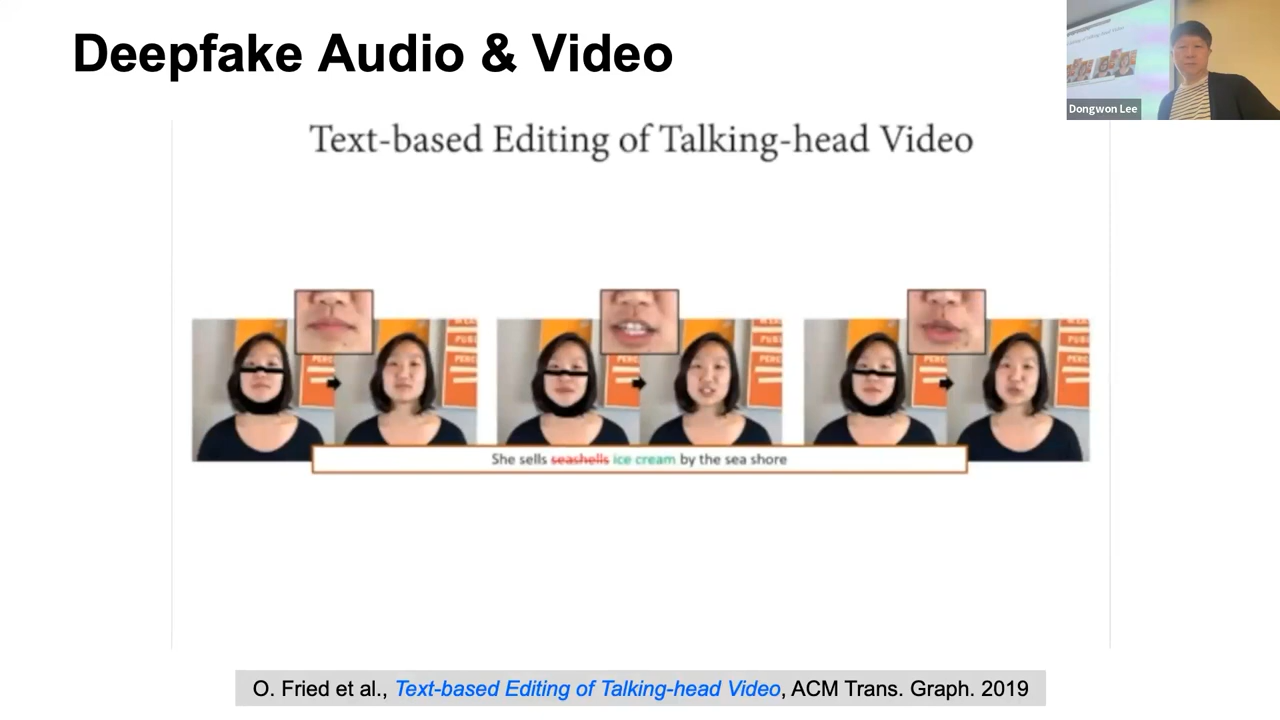 Deepfake Audio & Video
Dongwon Lee
Text-based Editing of Talking-head Video
She sells seashells ice cream by the sea shore
O. Fried et al., Text-based Editing of Talking-head Video, ACM Trans. Graph. 2019